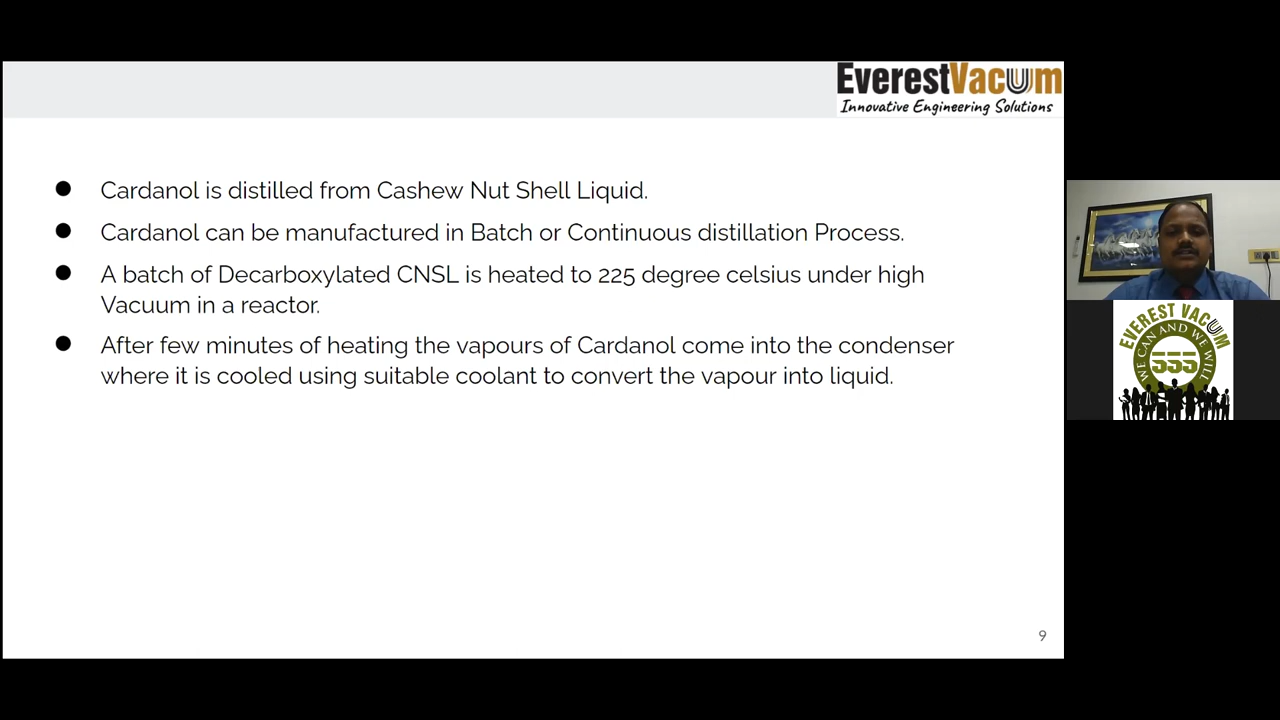 EverestVacuum
Innovative Engineering Solutions
● Cardanol is distilled from Cashew Nut Shell Liquid.
● Cardanol can be manufactured in Batch or Continuous distillation Process.
● A batch of Decarboxylated CNSL is heated to 225 degree celsius under high
Vacuum in a reactor.
● After few minutes of heating the vapours of Cardanol come into the condenser
where it is cooled using suitable coolant to convert the vapour into liquid.
9
EVEREST VACUUM
WE CAN AND WE WILL
555